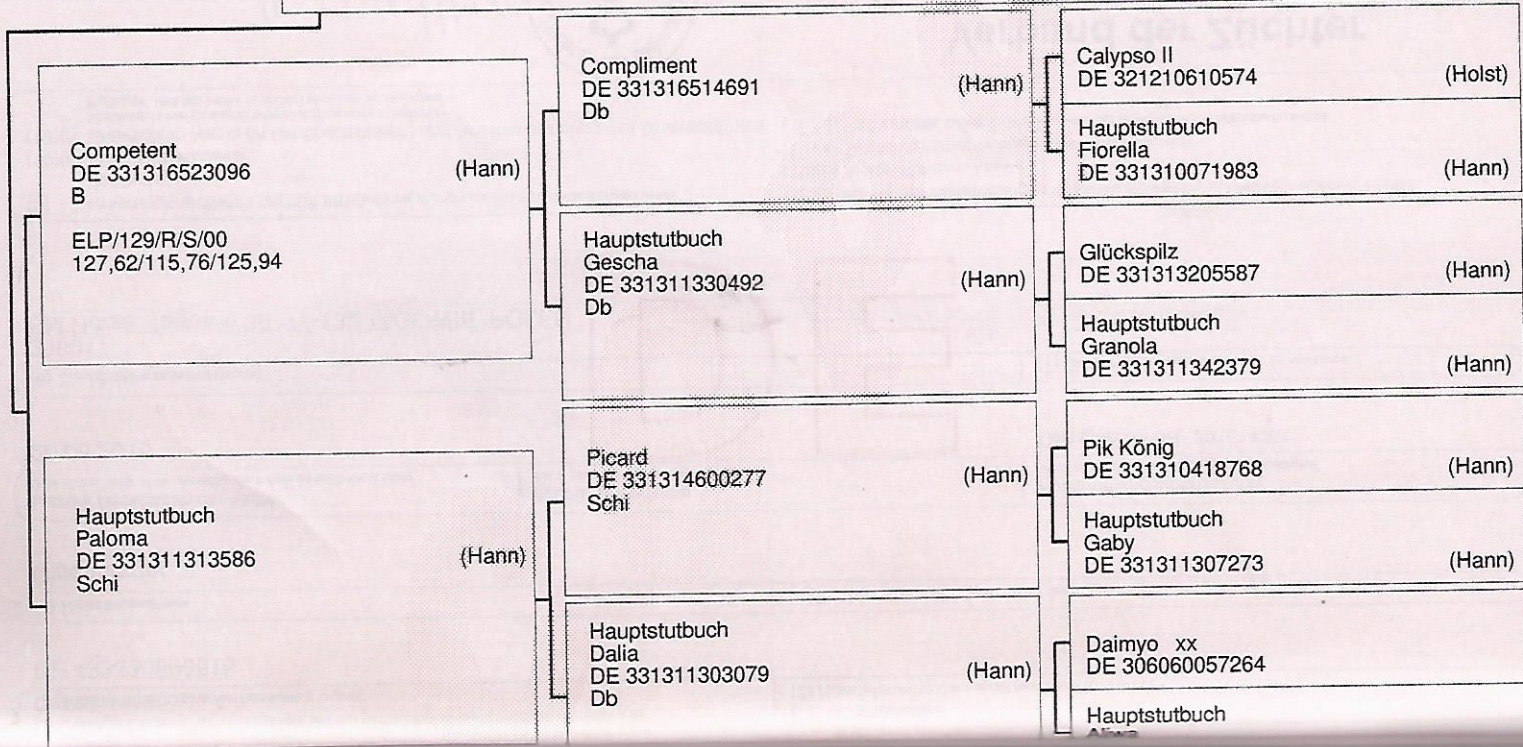 Verband der Züchter
Competent
DE 331316523096 (Hann)
B
ELP/129/R/S/00
127,62/115,76/125,94
Hauptstutbuch
Paloma
DE 331311313586 (Hann)
Schi
Compliment
DE 331316514691 (Hann)
Db
Hauptstutbuch
Gescha
DE 331311330492 (Hann)
Db
Picard
DE 331314600277 (Hann)
Schi
Hauptstutbuch
Dalia
DE 331311303079 (Hann)
Db
Calypso II
DE 321210610574 (Holst)
Hauptstutbuch
Fiorella
DE 331310071983 (Hann)
Glückspilz
DE 331313205587 (Hann)
Hauptstutbuch
Granola
DE 331311342379 (Hann)
Pik König
DE 331310418768 (Hann)
Hauptstutbuch
Gaby
DE 331311307273 (Hann)
Daimyo xx
DE 306060057264
Hauptstutbuch